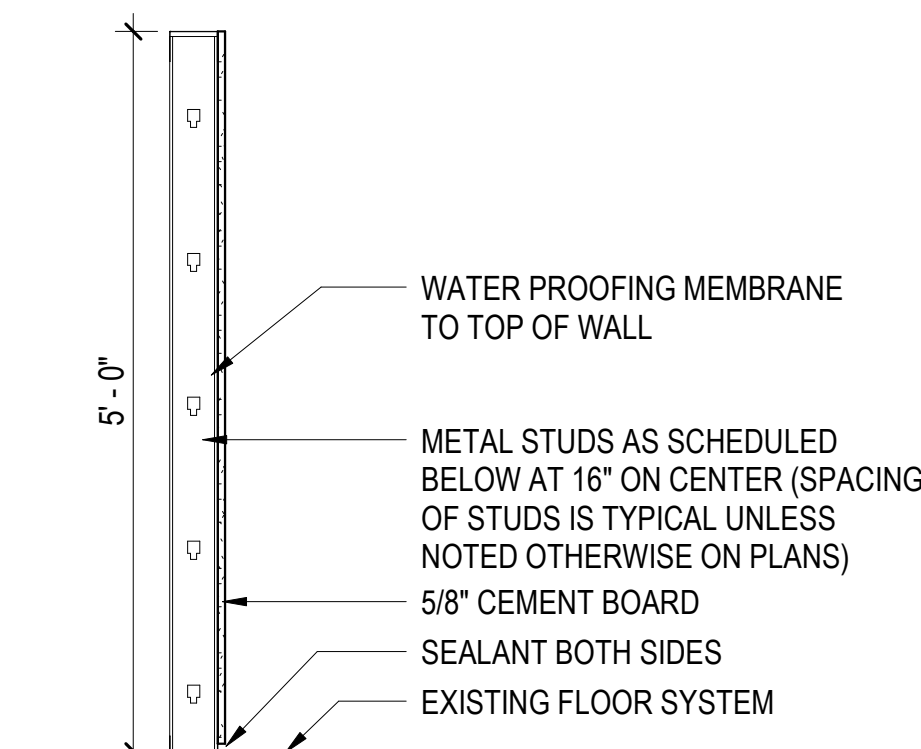 WATER PROOFING MEMBRANE
TO TOP OF WALL
5' - 0"
METAL STUDS AS SCHEDULED
BELOW AT 16" ON CENTER (SPACING
OF STUDS IS TYPICAL UNLESS
NOTED OTHERWISE ON PLANS)
5/8" CEMENT BOARD
SEALANT BOTH SIDES
EXISTING FLOOR SYSTEM